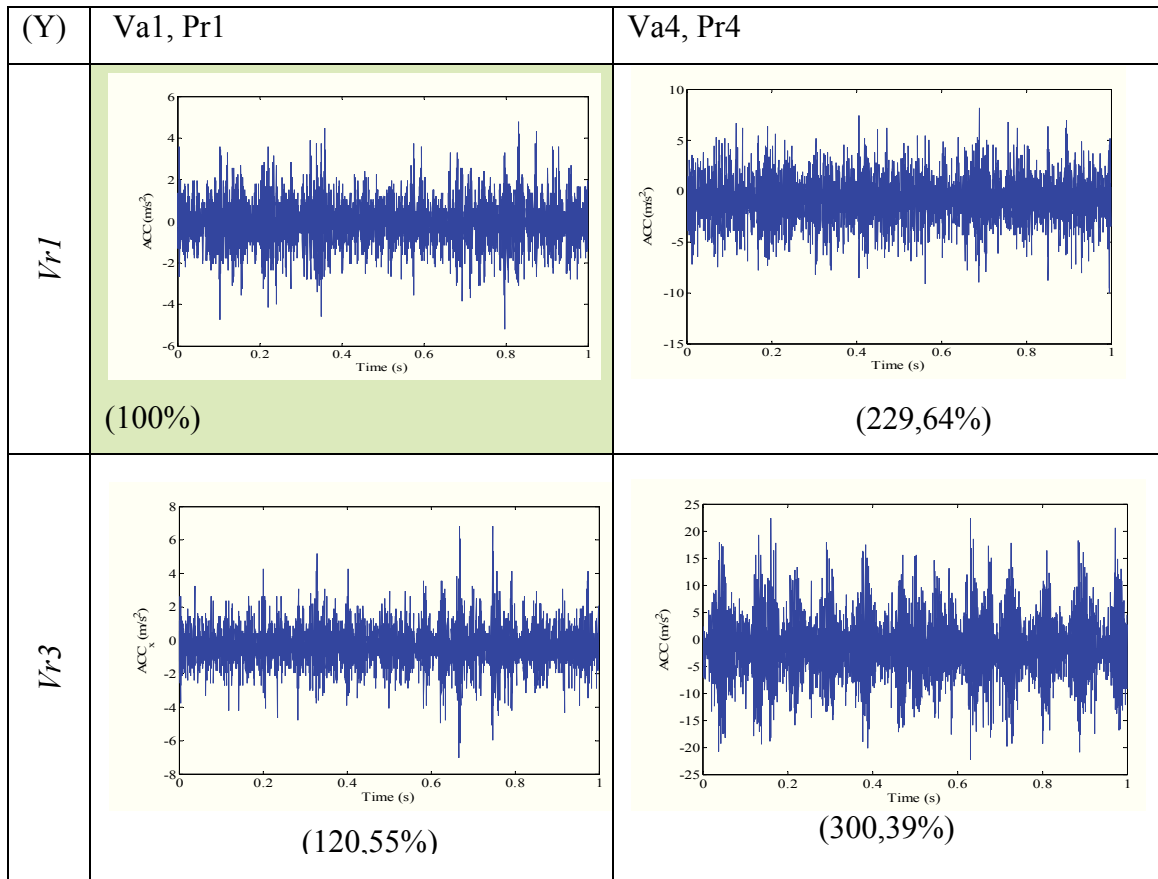 (Y) Va1, Pr1 Va4, Pr4
Vr1
6
4
2
0
-2
-4
-6
ACC (m/s²)
0 0.2 0.4 0.6 0.8 1
Time (s)
(100%)
10
5
0
-5
-10
-15
ACC (m/s²)
0 0.2 0.4 0.6 0.8 1
Time (s)
(229,64%)
Vr3
8
6
4
2
0
-2
-4
-6
-8
ACCₓ (m/s²)
0 0.2 0.4 0.6 0.8 1
Time (s)
(120,55%)
25
20
15
10
5
0
-5
-10
-15
-20
-25
ACC (m/s²)
0 0.2 0.4 0.6 0.8 1
Time (s)
(300,39%)